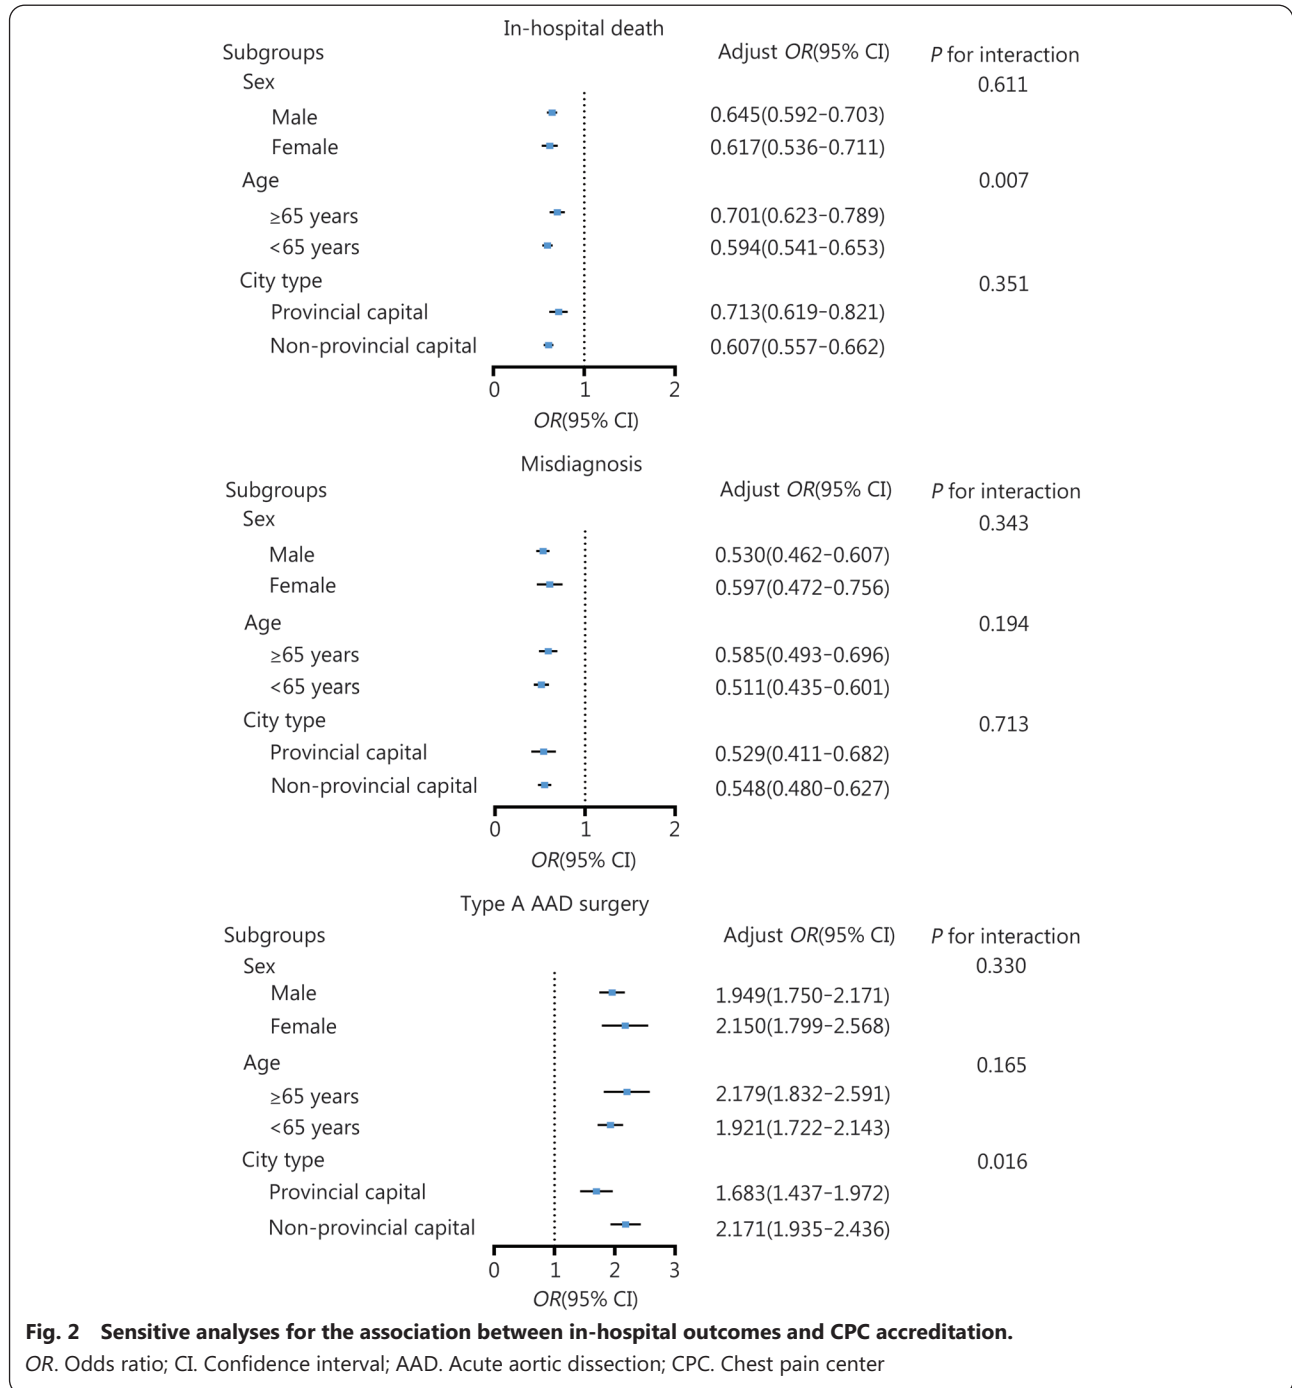 In-hospital death
Subgroups Adjust OR(95% CI) P for interaction
Sex 0.611
Male 0.645(0.592-0.703)
Female 0.617(0.536-0.711)
Age 0.007
≥65 years 0.701(0.623-0.789)
<65 years 0.594(0.541-0.653)
City type 0.351
Provincial capital 0.713(0.619-0.821)
Non-provincial capital 0.607(0.557-0.662)
0 1 2
OR(95% CI)
Misdiagnosis
Subgroups Adjust OR(95% CI) P for interaction
Sex 0.343
Male 0.530(0.462-0.607)
Female 0.597(0.472-0.756)
Age 0.194
≥65 years 0.585(0.493-0.696)
<65 years 0.511(0.435-0.601)
City type 0.713
Provincial capital 0.529(0.411-0.682)
Non-provincial capital 0.548(0.480-0.627)
0 1 2
OR(95% CI)
Type A AAD surgery
Subgroups Adjust OR(95% CI) P for interaction
Sex 0.330
Male 1.949(1.750-2.171)
Female 2.150(1.799-2.568)
Age 0.165
≥65 years 2.179(1.832-2.591)
<65 years 1.921(1.722-2.143)
City type 0.016
Provincial capital 1.683(1.437-1.972)
Non-provincial capital 2.171(1.935-2.436)
0 1 2 3
OR(95% CI)
Fig. 2 Sensitive analyses for the association between in-hospital outcomes and CPC accreditation.
OR. Odds ratio; CI. Confidence interval; AAD. Acute aortic dissection; CPC. Chest pain center